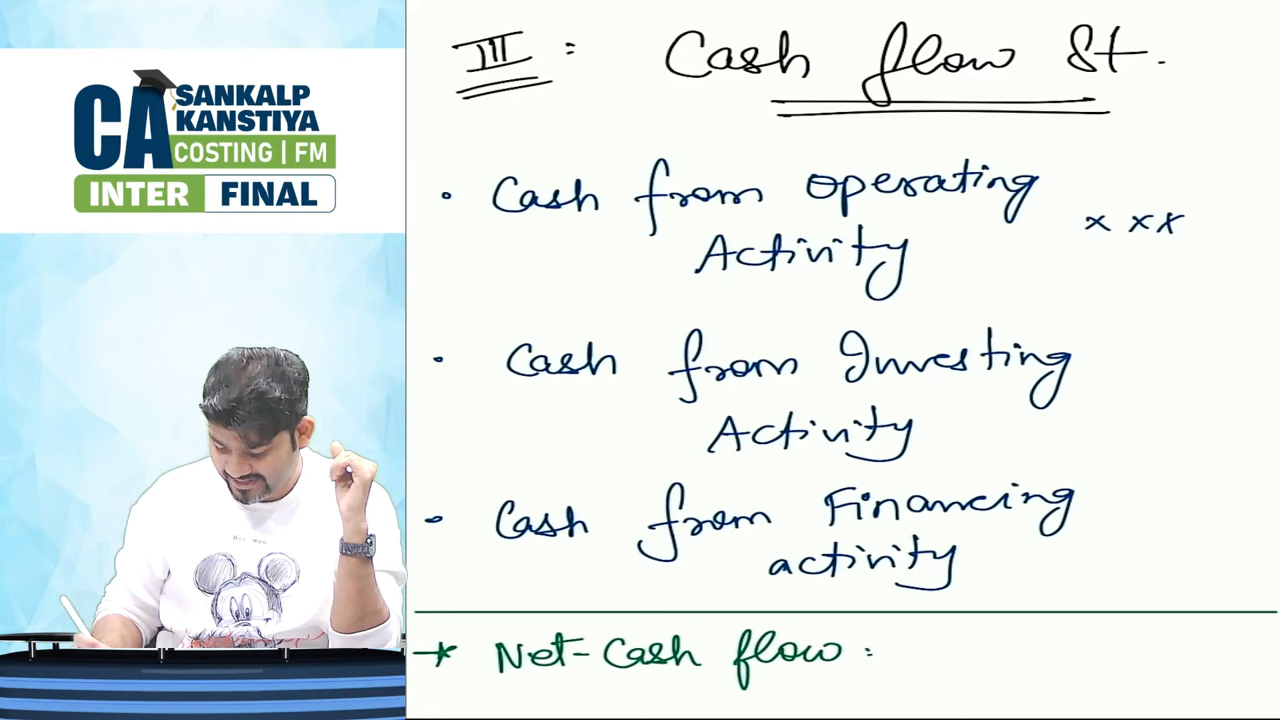 CA SANKALP KANSTIYA
COSTING | FM
INTER FINAL
III : Cash flow St.
• Cash from operating Activity x x x
• Cash from Investing Activity
• Cash from Financing activity
* Net-Cash flow :